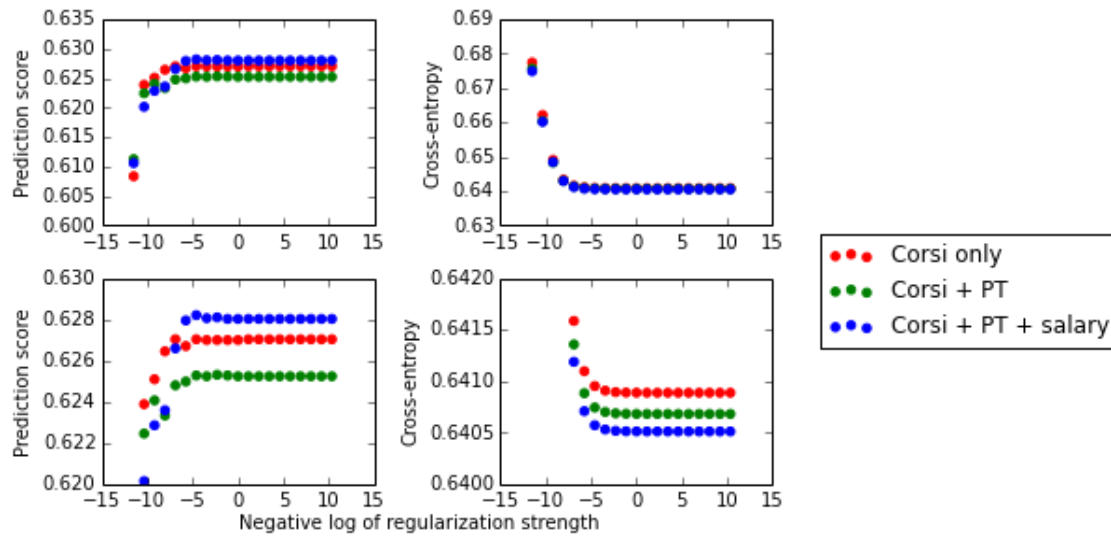 0.635
0.630
0.625
0.620
0.615
0.610
0.605
0.600
Prediction score
−15 −10 −5 0 5 10 15
0.69
0.68
0.67
0.66
0.65
0.64
0.63
Cross-entropy
−15 −10 −5 0 5 10 15
0.630
0.628
0.626
0.624
0.622
0.620
Prediction score
−15 −10 −5 0 5 10 15
0.6420
0.6415
0.6410
0.6405
0.6400
Cross-entropy
−15 −10 −5 0 5 10 15
Negative log of regularization strength
Corsi only
Corsi + PT
Corsi + PT + salary